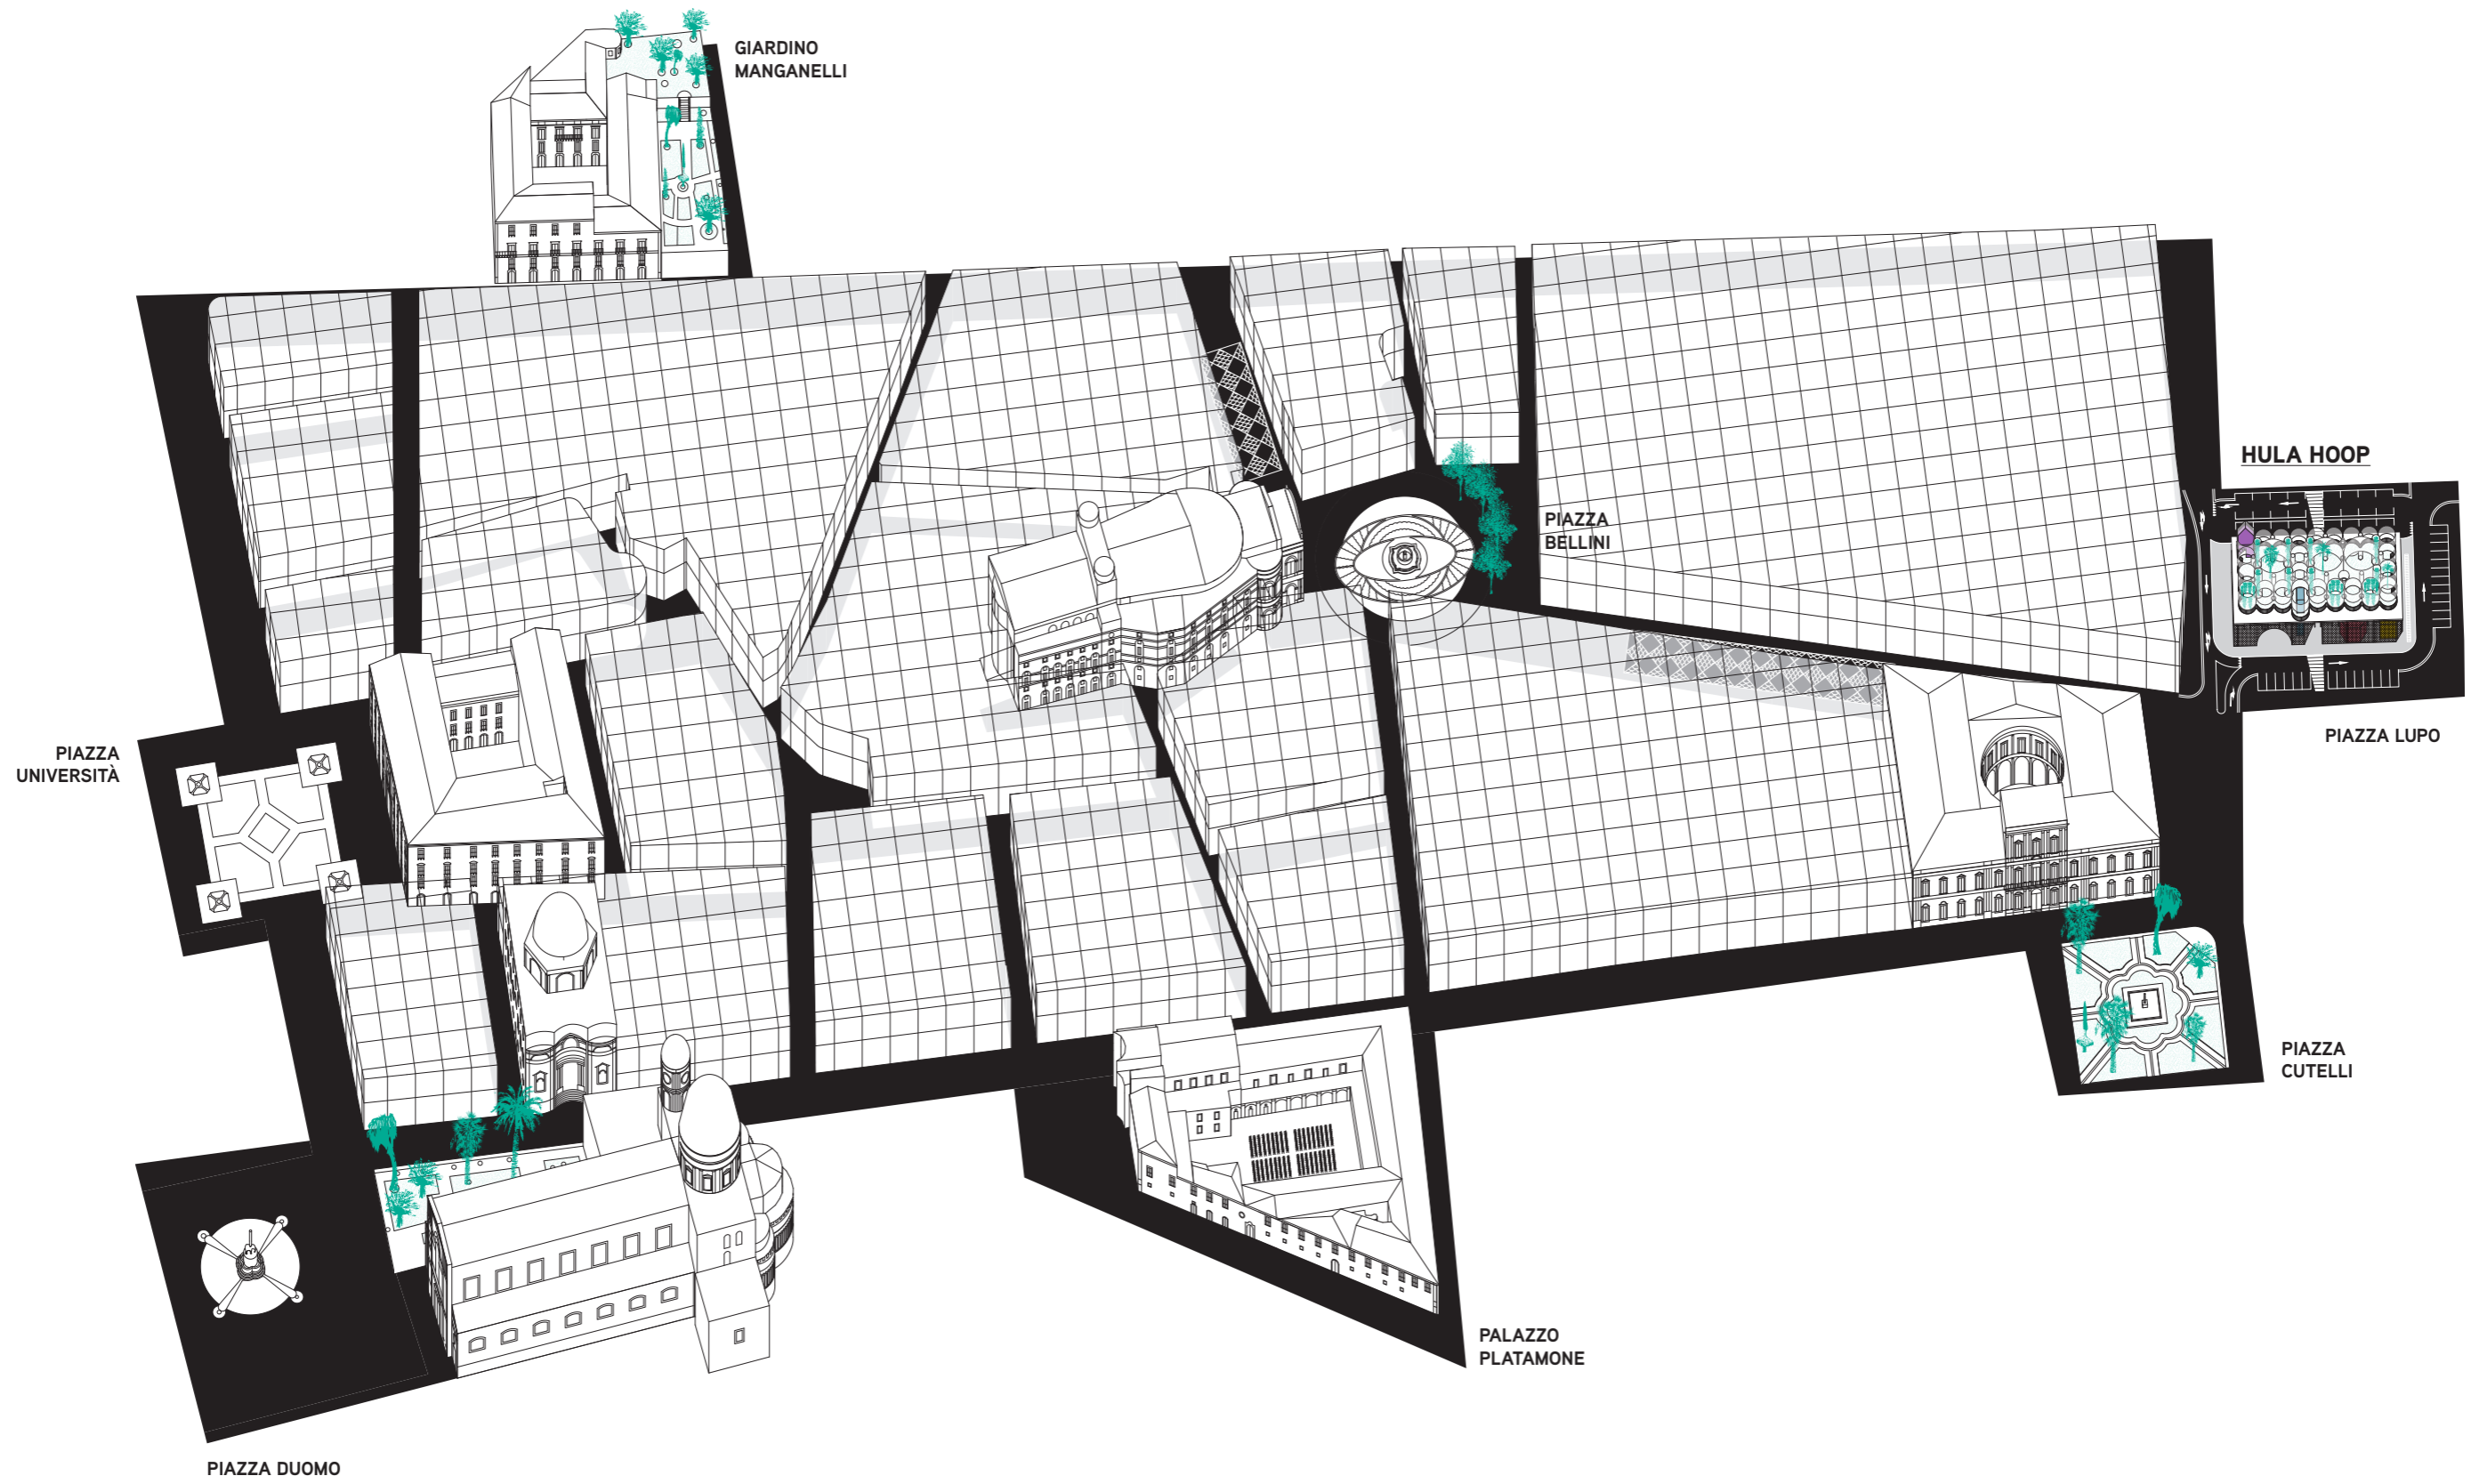 GIARDINO
MANGANELLI
HULA HOOP
PIAZZA
BELLINI
PIAZZA LUPO
PIAZZA
UNIVERSITÀ
PIAZZA
CUTELLI
PALAZZO
PLATAMONE
PIAZZA DUOMO